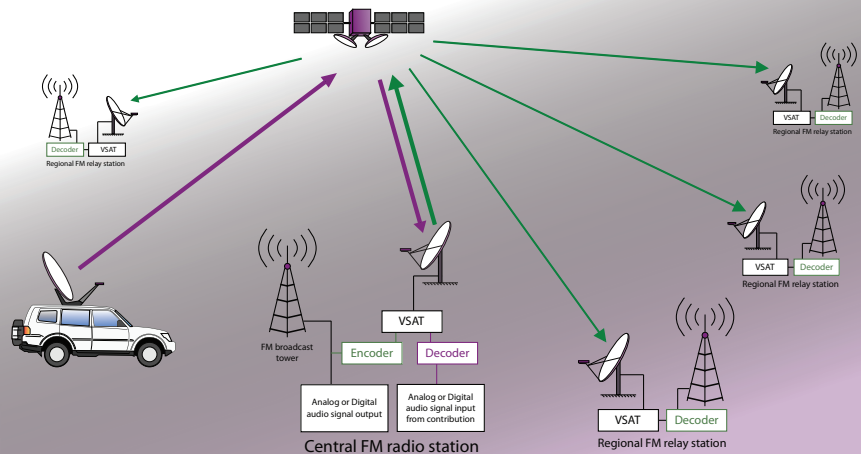 Decoder
VSAT
Regional FM relay station
VSAT
Decoder
Regional FM relay station
VSAT
Decoder
Regional FM relay station
VSAT
Encoder
Decoder
FM broadcast
tower
Analog or Digital
audio signal output
Analog or Digital
audio signal input
from contribution
Central FM radio station
VSAT
Decoder
Regional FM relay station